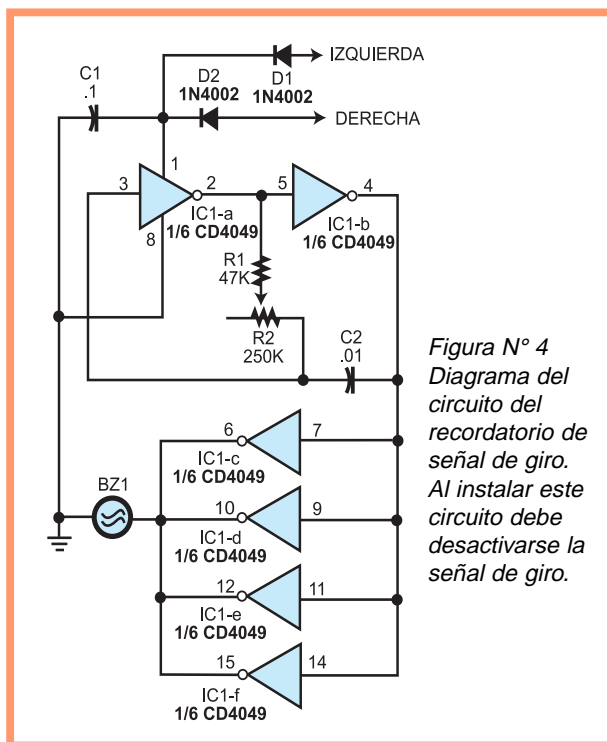 IZQUIERDA
C1
.1
D2
1N4002
D1
1N4002
DERECHA
1
3
2
5
4
8
IC1-a
1/6 CD4049
IC1-b
1/6 CD4049
R1
47K
R2
250K
C2
.01
Figura N° 4
Diagrama del
circuito del
recordatorio de
señal de giro.
Al instalar este
circuito debe
desactivarse la
señal de giro.
6
7
IC1-c
1/6 CD4049
BZ1
10
9
IC1-d
1/6 CD4049
12
11
IC1-e
1/6 CD4049
15
14
IC1-f
1/6 CD4049